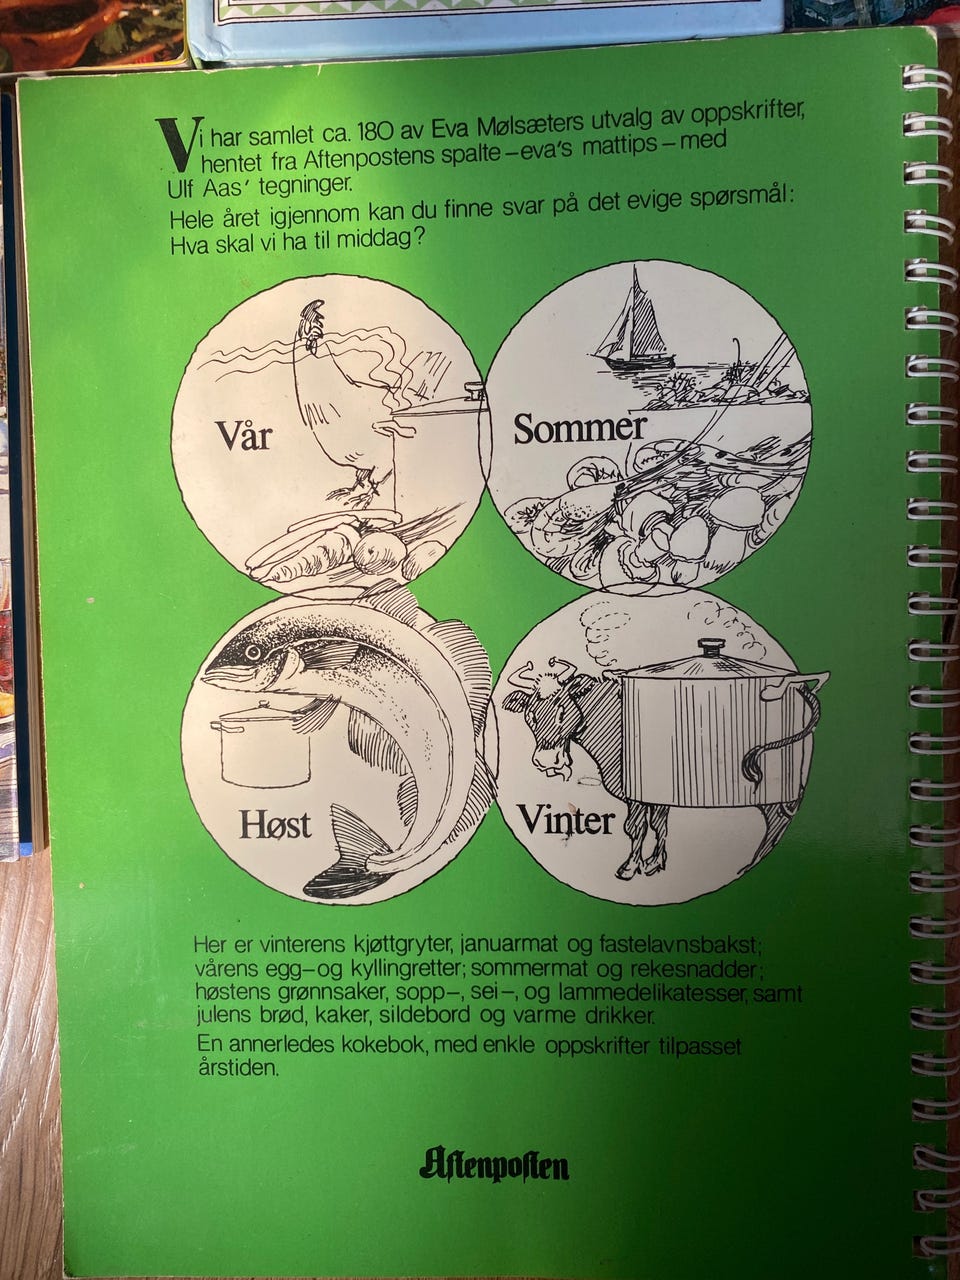 Vi har samlet ca. 180 av Eva Mølsæters utvalg av oppskrifter,
hentet fra Aftenpostens spalte–eva's mattips–med
Ulf Aas' tegninger.
Hele året igjennom kan du finne svar på det evige spørsmål:
Hva skal vi ha til middag?
Vår
Sommer
Høst
Vinter
Her er vinterens kjøttgryter, januarmat og fastelavnsbakst;
vårens egg–og kyllingretter; sommermat og rekesnadder;
høstens grønnsaker, sopp–, sei–, og lammedelikatesser, samt
julens brød, kaker, sildebord og varme drikker.
En annerledes kokebok, med enkle oppskrifter tilpasset
årstiden.
Aftenposten